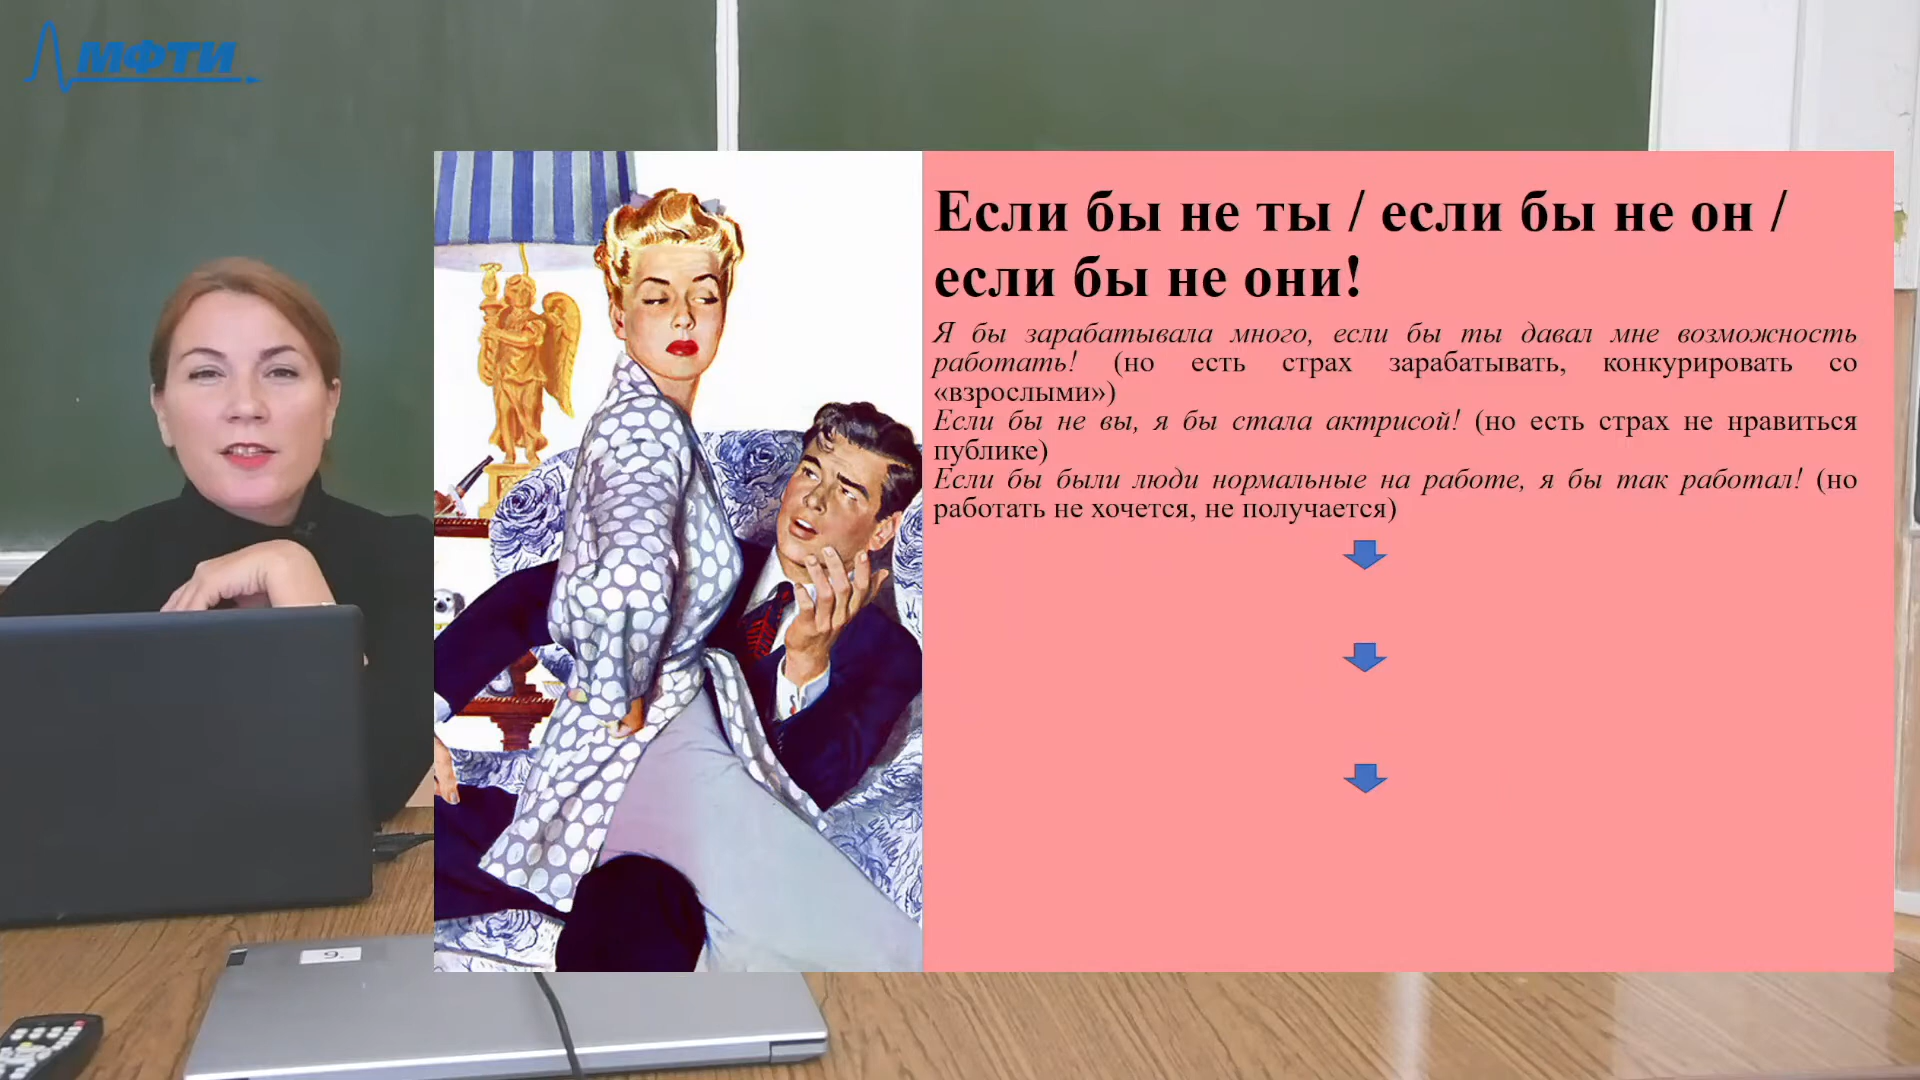 МФТИ
Если бы не ты / если бы не он /
если бы не они!
Я бы зарабатывала много, если бы ты давал мне возможность
работать! (но есть страх зарабатывать, конкурировать со
«взрослыми»)
Если бы не вы, я бы стала актрисой! (но есть страх не нравиться
публике)
Если бы были люди нормальные на работе, я бы так работал! (но
работать не хочется, не получается)
9.